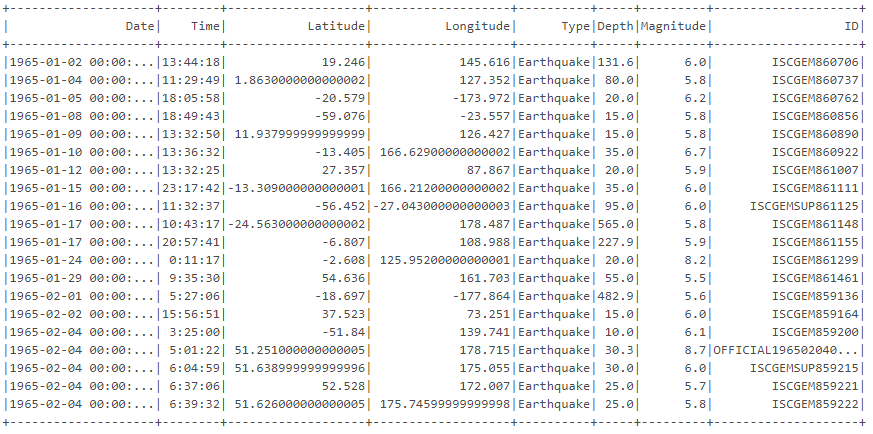 +-------------------+--------+-------------------+-------------------+----------+-----+---------+-------------------+
|               Date|    Time|           Latitude|          Longitude|      Type|Depth|Magnitude|                 ID|
+-------------------+--------+-------------------+-------------------+----------+-----+---------+-------------------+
|1965-01-02 00:00:...|13:44:18|             19.246|            145.616|Earthquake|131.6|      6.0|       ISCGEM860706|
|1965-01-04 00:00:...|11:29:49| 1.8630000000000002|            127.352|Earthquake| 80.0|      5.8|       ISCGEM860737|
|1965-01-05 00:00:...|18:05:58|            -20.579|           -173.972|Earthquake| 20.0|      6.2|       ISCGEM860762|
|1965-01-08 00:00:...|18:49:43|            -59.076|            -23.557|Earthquake| 15.0|      5.8|       ISCGEM860856|
|1965-01-09 00:00:...|13:32:50| 11.937999999999999|            126.427|Earthquake| 15.0|      5.8|       ISCGEM860890|
|1965-01-10 00:00:...|13:36:32|            -13.405| 166.62900000000002|Earthquake| 35.0|      6.7|       ISCGEM860922|
|1965-01-12 00:00:...|13:32:25|             27.357|             87.867|Earthquake| 20.0|      5.9|       ISCGEM861007|
|1965-01-15 00:00:...|23:17:42|-13.309000000000001| 166.21200000000002|Earthquake| 35.0|      6.0|       ISCGEM861111|
|1965-01-16 00:00:...|11:32:37|            -56.452|-27.043000000000003|Earthquake| 95.0|      6.0|    ISCGEMSUP861125|
|1965-01-17 00:00:...|10:43:17|-24.563000000000002|            178.487|Earthquake|565.0|      5.8|       ISCGEM861148|
|1965-01-17 00:00:...|20:57:41|             -6.807|            108.988|Earthquake|227.9|      5.9|       ISCGEM861155|
|1965-01-24 00:00:...| 0:11:17|             -2.608| 125.95200000000001|Earthquake| 20.0|      8.2|       ISCGEM861299|
|1965-01-29 00:00:...| 9:35:30|             54.636|            161.703|Earthquake| 55.0|      5.5|       ISCGEM861461|
|1965-02-01 00:00:...| 5:27:06|            -18.697|           -177.864|Earthquake|482.9|      5.6|       ISCGEM859136|
|1965-02-02 00:00:...|15:56:51|             37.523|             73.251|Earthquake| 15.0|      6.0|       ISCGEM859164|
|1965-02-04 00:00:...| 3:25:00|             -51.84|            139.741|Earthquake| 10.0|      6.1|       ISCGEM859200|
|1965-02-04 00:00:...| 5:01:22| 51.251000000000005|            178.715|Earthquake| 30.3|      8.7|OFFICIAL196502040...|
|1965-02-04 00:00:...| 6:04:59| 51.638999999999996|            175.055|Earthquake| 30.0|      6.0|    ISCGEMSUP859215|
|1965-02-04 00:00:...| 6:37:06|             52.528|            172.007|Earthquake| 25.0|      5.7|       ISCGEM859221|
|1965-02-04 00:00:...| 6:39:32| 51.626000000000005| 175.74599999999998|Earthquake| 25.0|      5.8|       ISCGEM859222|
+-------------------+--------+-------------------+-------------------+----------+-----+---------+-------------------+